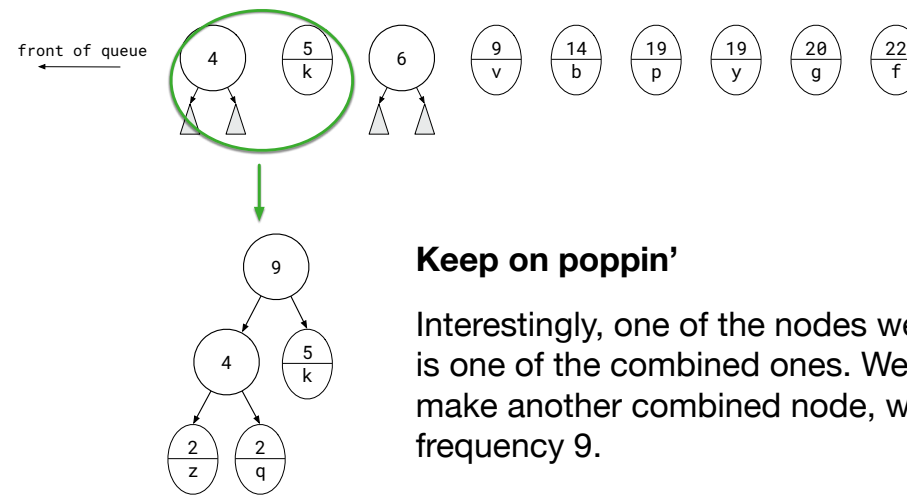 front of queue
4 5 6 9 14 19 19 20 22
k v b p y g f
9
Keep on poppin’
Interestingly, one of the nodes
4 5
k
is one of the combined ones. We
make another combined node,
frequency 9.
2 2
z q